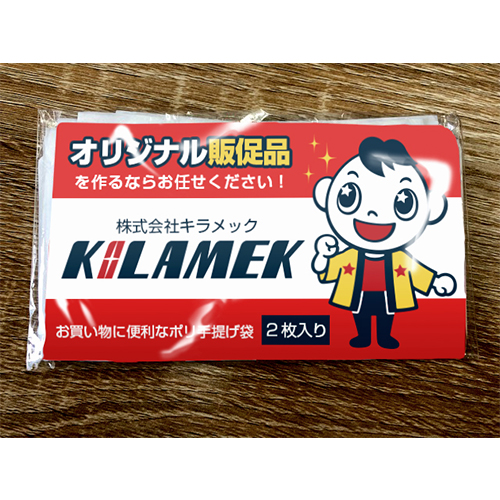 オリジナル販促品
を作るならお任せください！
株式会社キラメック
KiLAMEK
お買い物に便利なポリ手提げ袋 2枚入り